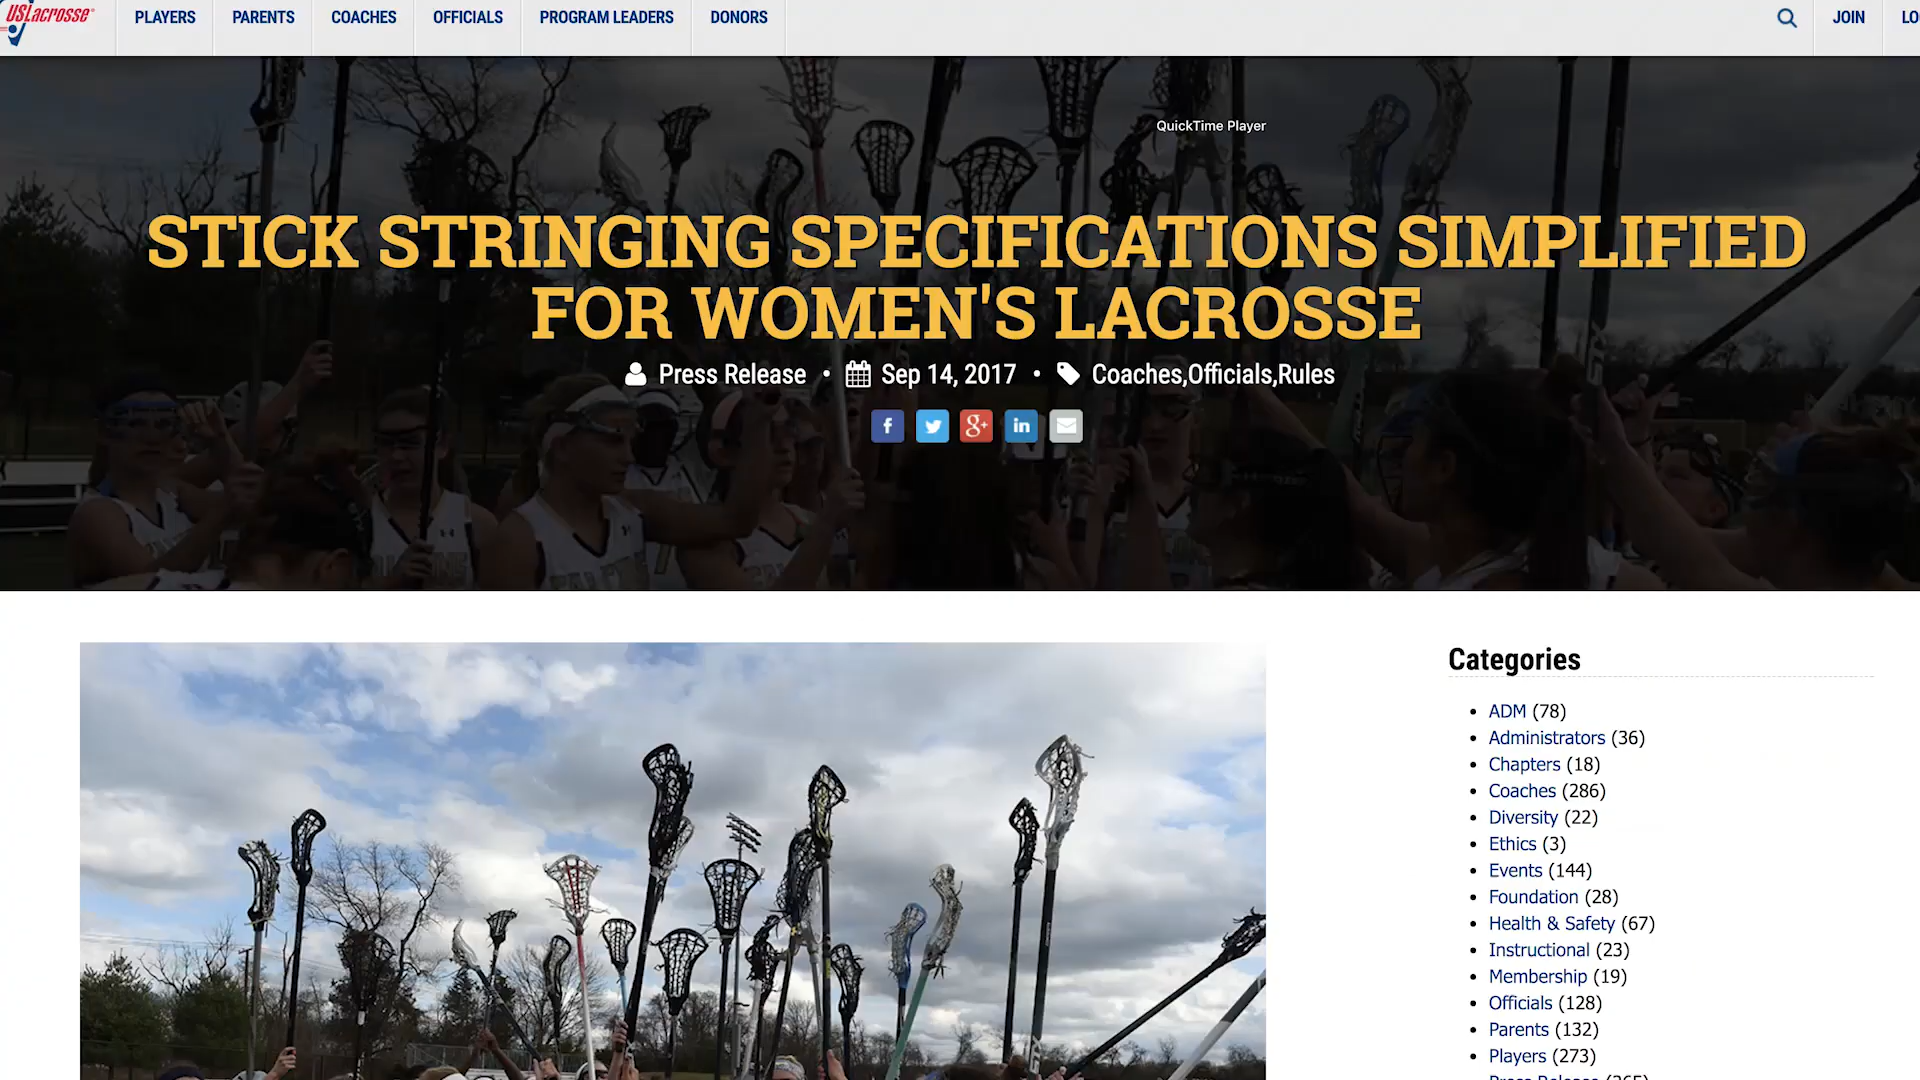 USLacrosse
PLAYERS
PARENTS
COACHES
OFFICIALS
PROGRAM LEADERS
DONORS
JOIN
LO
QuickTime Player
STICK STRINGING SPECIFICATIONS SIMPLIFIED
FOR WOMEN'S LACROSSE
Press Release • Sep 14, 2017 • Coaches,Officials,Rules
Categories
ADM (78)
Administrators (36)
Chapters (18)
Coaches (286)
Diversity (22)
Ethics (3)
Events (144)
Foundation (28)
Health & Safety (67)
Instructional (23)
Membership (19)
Officials (128)
Parents (132)
Players (273)
Press Release (365)